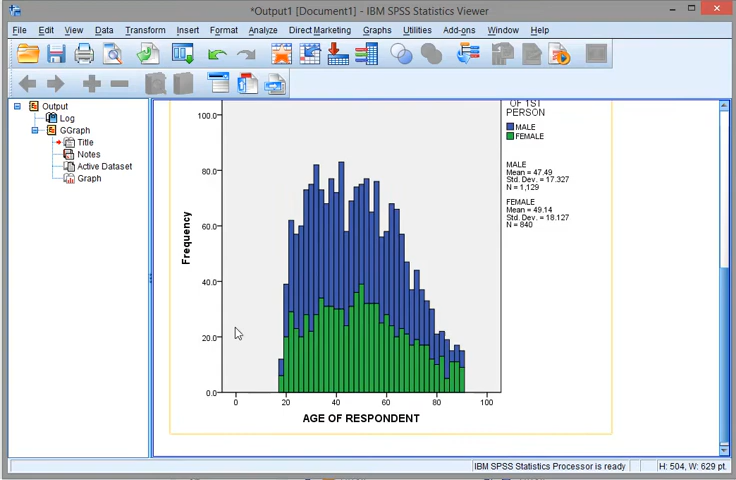 *Output1 [Document1] - IBM SPSS Statistics Viewer
File Edit View Data Transform Insert Format Analyze Direct Marketing Graphs Utilities Add-ons Window Help
Output
Log
GGraph
Title
Notes
Active Dataset
Graph
OF 1ST
PERSON
MALE
FEMALE
MALE
Mean = 47.49
Std. Dev. = 17.327
N = 1,129
FEMALE
Mean = 49.14
Std. Dev. = 18.127
N = 840
Frequency
100.0
80.0
60.0
40.0
20.0
0.0
0 20 40 60 80 100
AGE OF RESPONDENT
IBM SPSS Statistics Processor is ready H: 504, W: 629 pt.